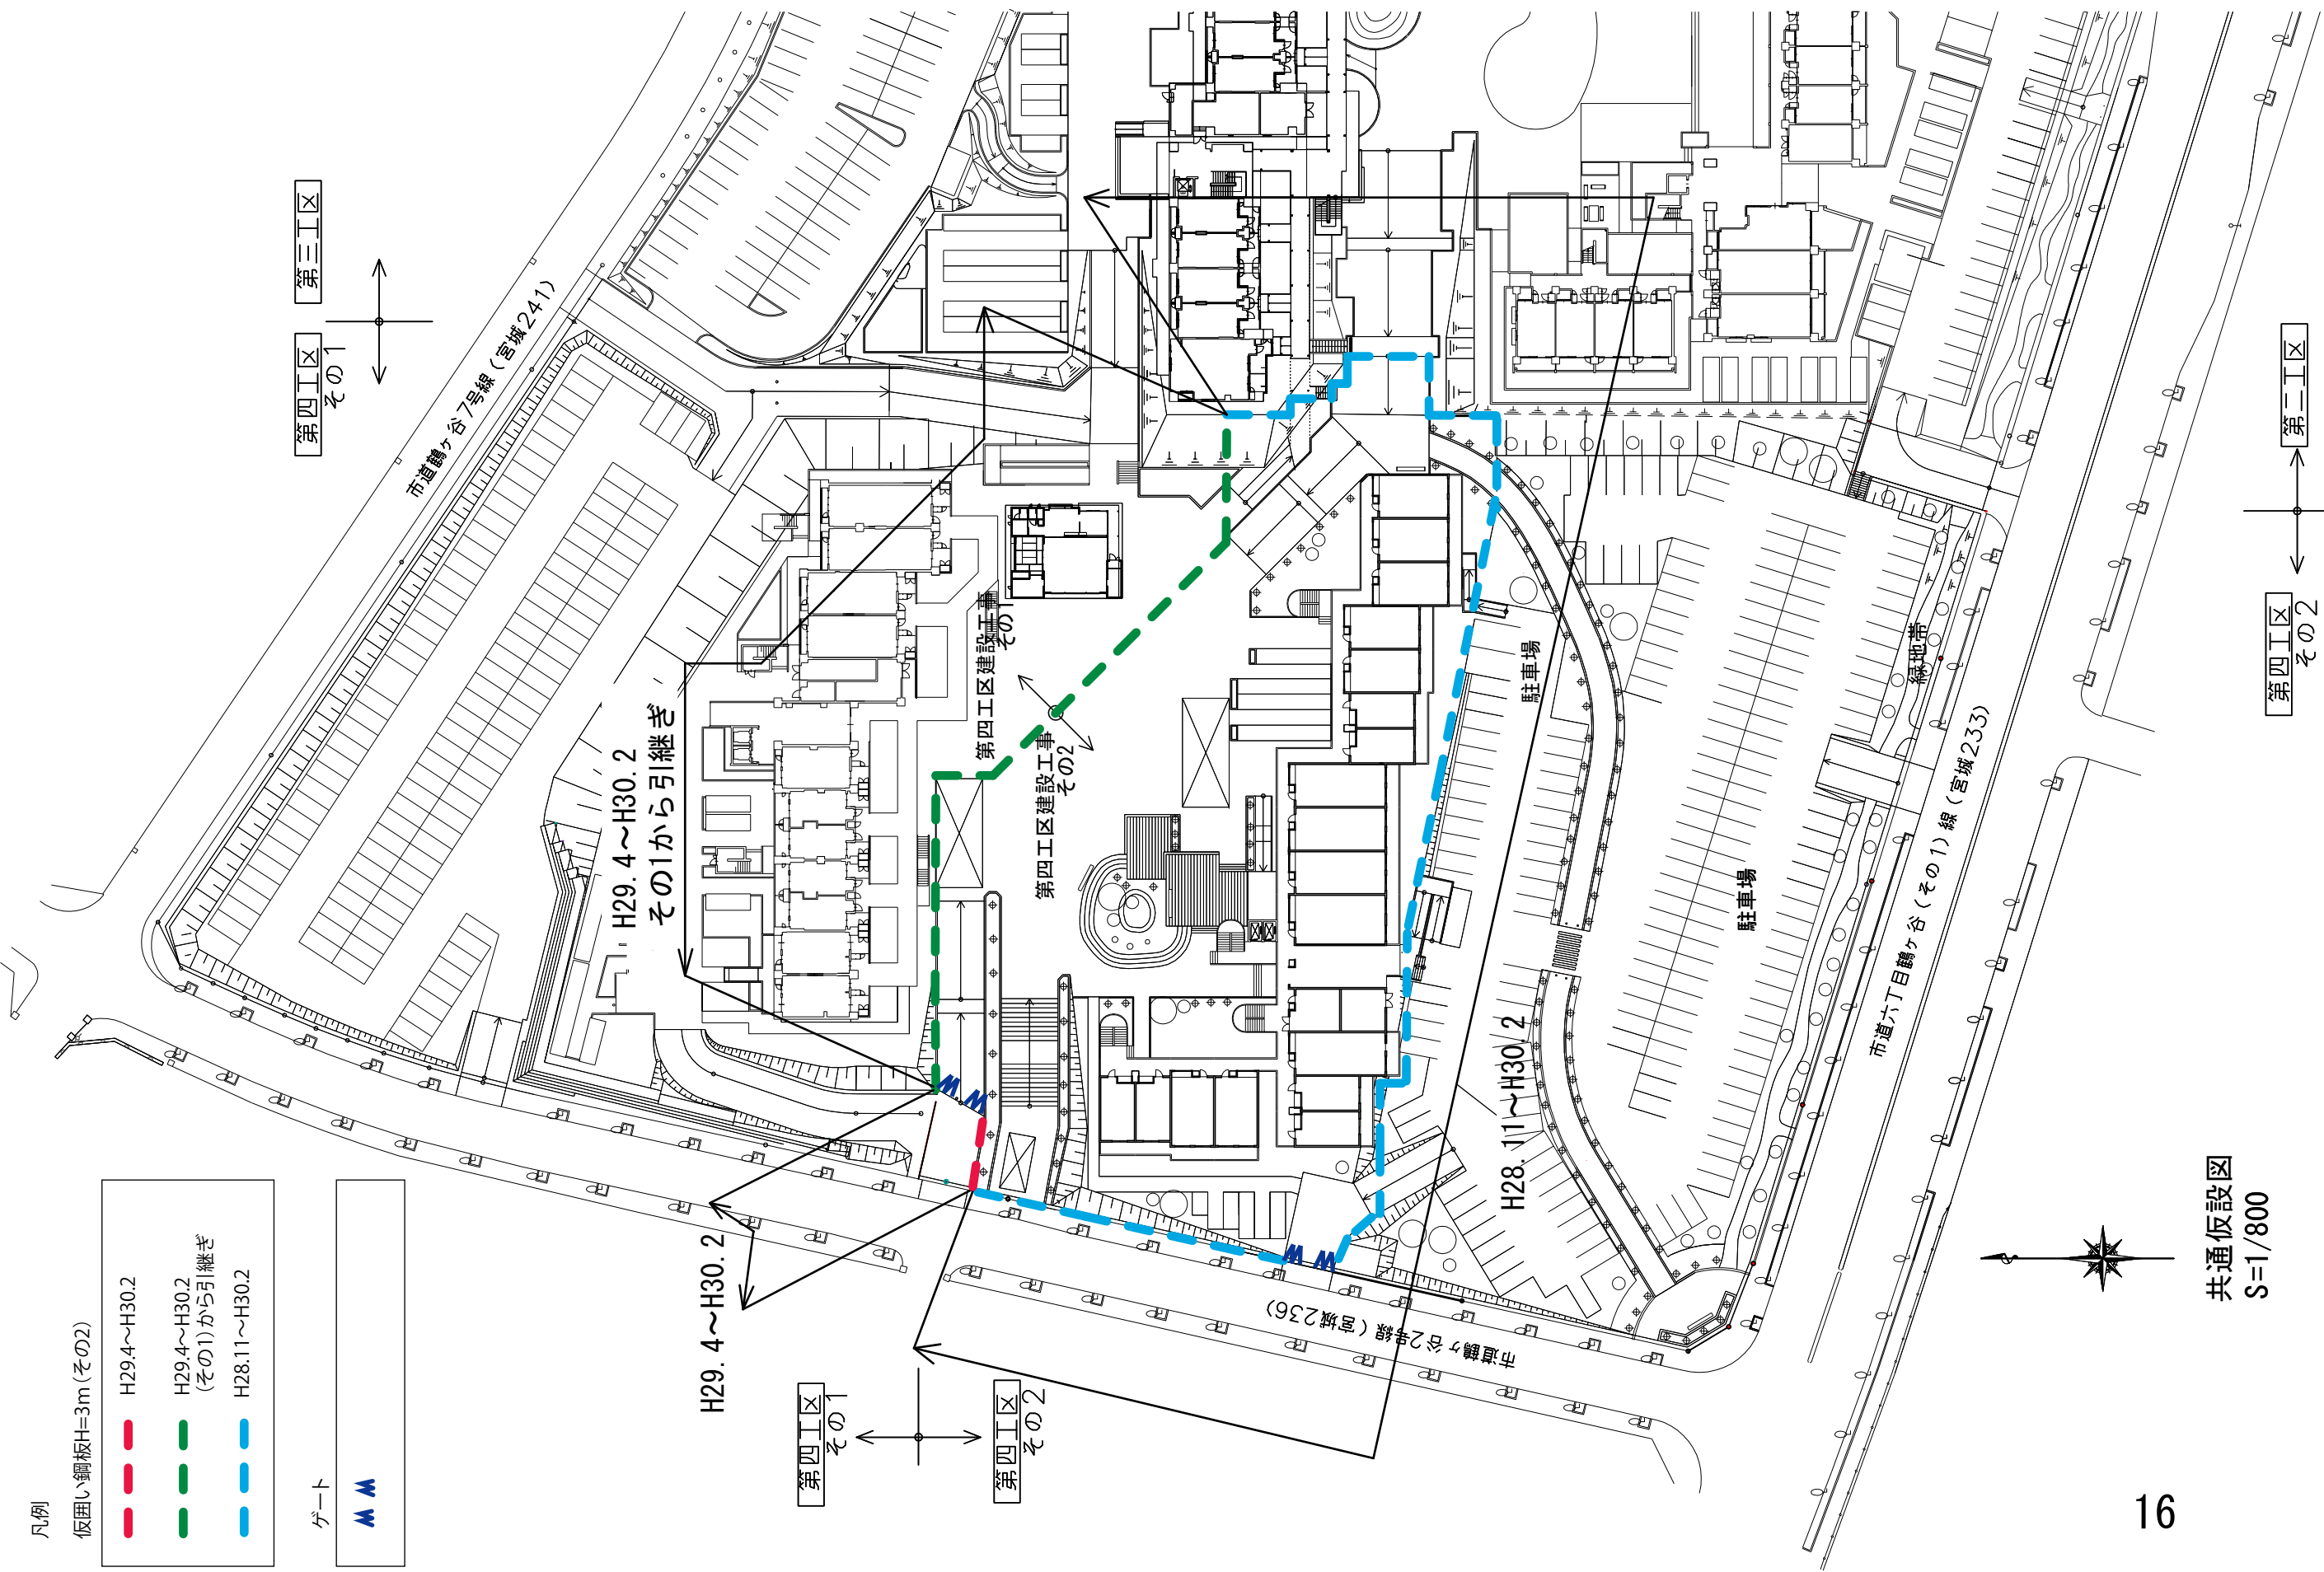 凡例
仮囲い鋼板H=3m(その2)
H29.4～H30.2
H29.4～H30.2
(その1)から引継ぎ
H28.11～H30.2
ゲート
第三工区
第四工区
その1
市道鶴ヶ谷7号線(宮城241)
H29.4～H30.2
その1から引継ぎ
第四工区建設工事
その1
第四工区建設工事
その2
H29.4～H30.2
第四工区
その1
第四工区
その2
市道鶴ヶ谷2号線(宮城236)
H28.11～H30.2
駐車場
駐車場
緑地帯
市道六丁目鶴ヶ谷(その1)線(宮城233)
第二工区
第四工区
その2
共通仮設図
S=1/800
16